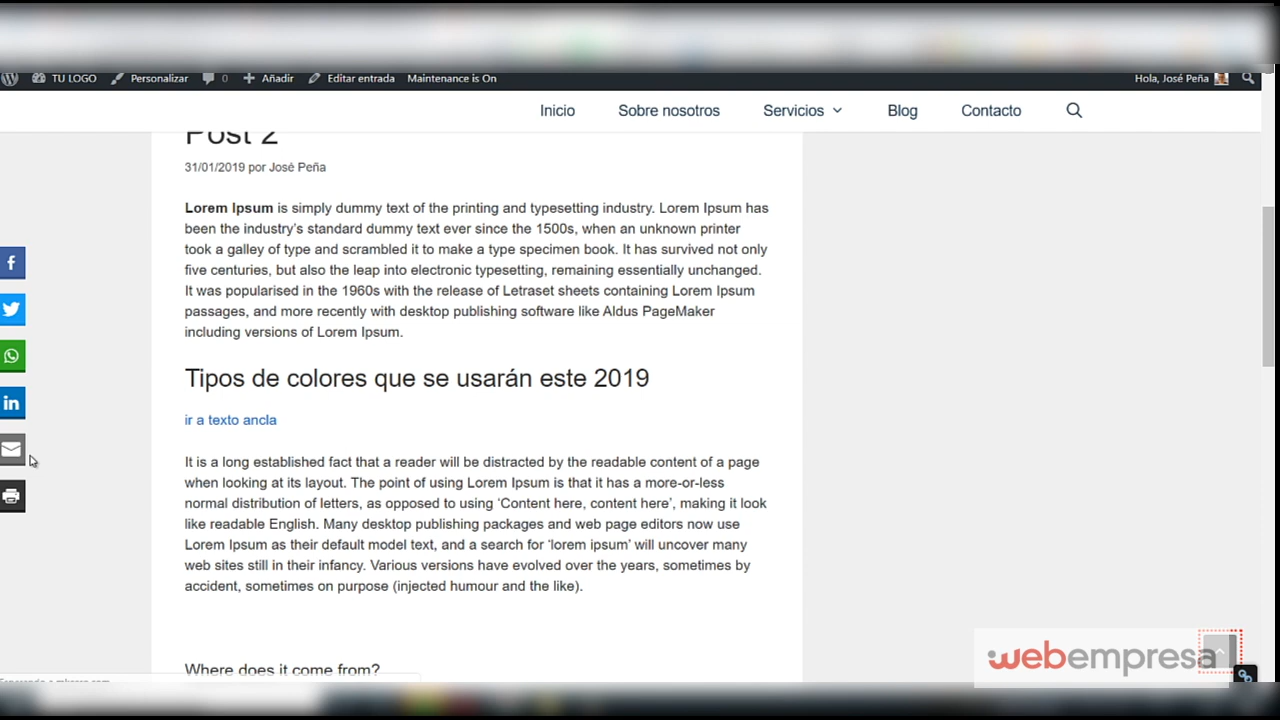 TU LOGO Personalizar 0 Añadir Editar entrada Maintenance is On Hola, José Peña
Inicio Sobre nosotros Servicios Blog Contacto
Post 2
31/01/2019 por José Peña
Lorem Ipsum is simply dummy text of the printing and typesetting industry. Lorem Ipsum has
been the industry’s standard dummy text ever since the 1500s, when an unknown printer
took a galley of type and scrambled it to make a type specimen book. It has survived not only
five centuries, but also the leap into electronic typesetting, remaining essentially unchanged.
It was popularised in the 1960s with the release of Letraset sheets containing Lorem Ipsum
passages, and more recently with desktop publishing software like Aldus PageMaker
including versions of Lorem Ipsum.
Tipos de colores que se usarán este 2019
ir a texto ancla
It is a long established fact that a reader will be distracted by the readable content of a page
when looking at its layout. The point of using Lorem Ipsum is that it has a more-or-less
normal distribution of letters, as opposed to using ‘Content here, content here’, making it look
like readable English. Many desktop publishing packages and web page editors now use
Lorem Ipsum as their default model text, and a search for ‘lorem ipsum’ will uncover many
web sites still in their infancy. Various versions have evolved over the years, sometimes by
accident, sometimes on purpose (injected humour and the like).
Where does it come from?
webempresa